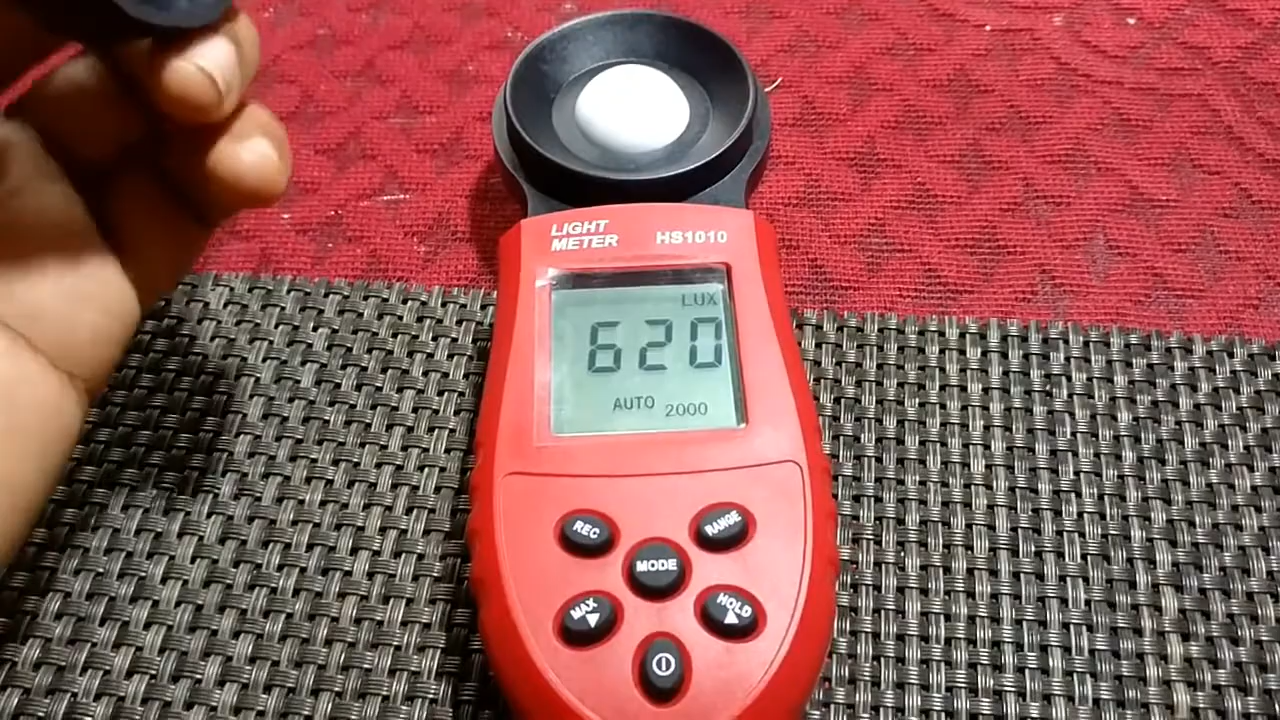 LIGHT
METER
HS1010
LUX
620
AUTO 2000
REC
RANGE
MODE
MAX
HOLD